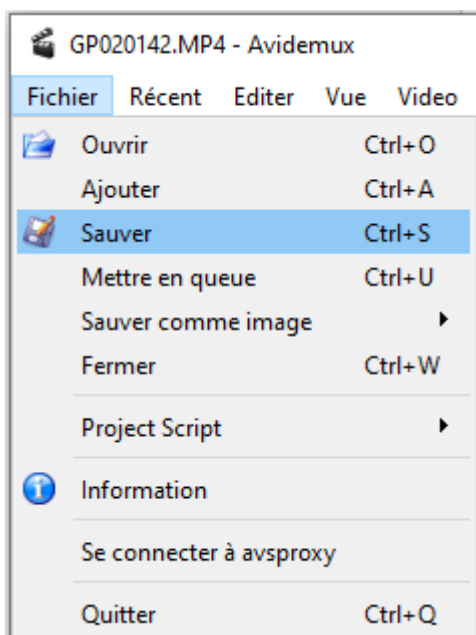 GP020142.MP4 - Avidemux
Fichier Récent Editer Vue Video
Ouvrir Ctrl+O
Ajouter Ctrl+A
Sauver Ctrl+S
Mettre en queue Ctrl+U
Sauver comme image
Fermer Ctrl+W
Project Script
Information
Se connecter à avsproxy
Quitter Ctrl+Q